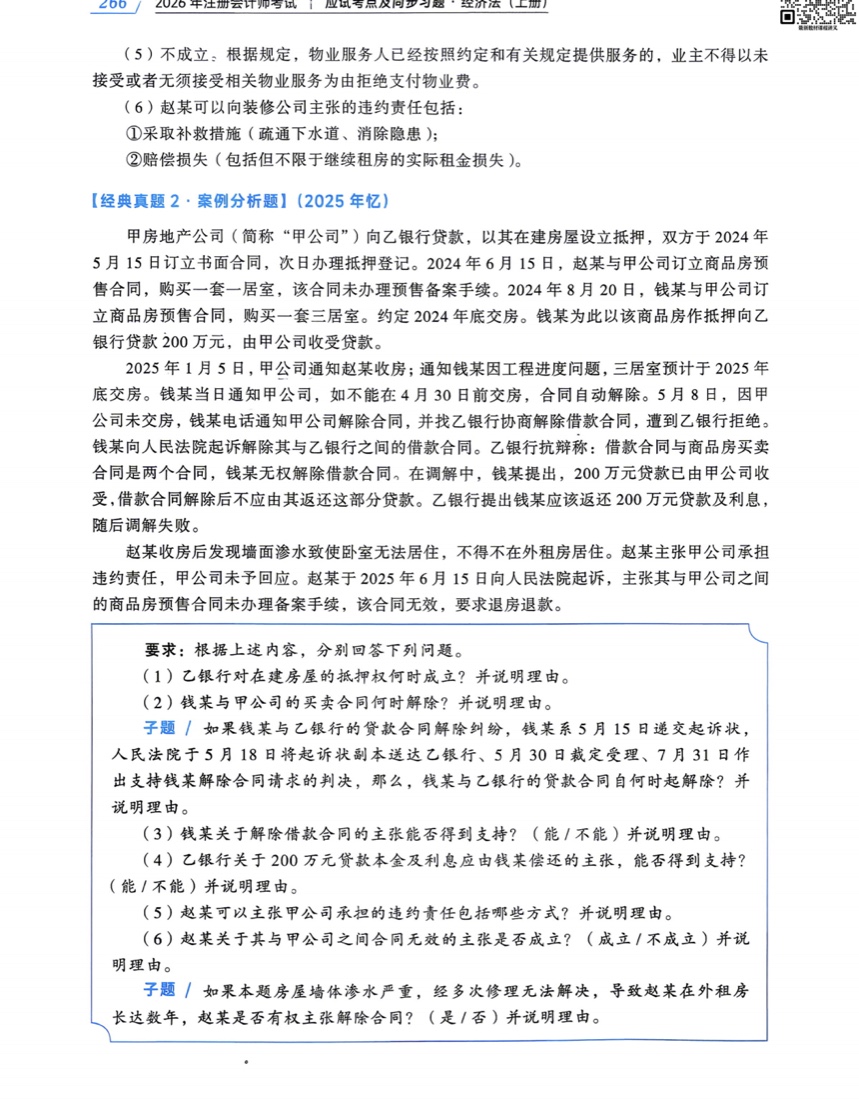 266 2026年注册会计师考试 | 应试考点及同步习题·经济法(上册)
(5)不成立。根据规定,物业服务人已经按照约定和有关规定提供服务的,业主不得以未
接受或者无须接受相关物业服务为由拒绝支付物业费。
(6)赵某可以向装修公司主张的违约责任包括:
①采取补救措施(疏通下水道、消除隐患);
②赔偿损失(包括但不限于继续租房的实际租金损失)。
【经典真题2·案例分析题】(2025年忆)
甲房地产公司(简称“甲公司”)向乙银行贷款,以其在建房屋设立抵押,双方于2024年
5月15日订立书面合同,次日办理抵押登记。2024年6月15日,赵某与甲公司订立商品房预
售合同,购买一套一居室,该合同未办理预售备案手续。2024年8月20日,钱某与甲公司订
立商品房预售合同,购买一套三居室。约定2024年底交房。钱某为此以该商品房作抵押向乙
银行贷款200万元,由甲公司收受贷款。
2025年1月5日,甲公司通知赵某收房;通知钱某因工程进度问题,三居室预计于2025年
底交房。钱某当日通知甲公司,如不能在4月30日前交房,合同自动解除。5月8日,因甲
公司未交房,钱某电话通知甲公司解除合同,并找乙银行协商解除借款合同,遭到乙银行拒绝。
钱某向人民法院起诉解除其与乙银行之间的借款合同。乙银行抗辩称:借款合同与商品房买卖
合同是两个合同,钱某无权解除借款合同。在调解中,钱某提出,200万元贷款已由甲公司收
受,借款合同解除后不应由其返还这部分贷款。乙银行提出钱某应该返还200万元贷款及利息,
随后调解失败。
赵某收房后发现墙面渗水致使卧室无法居住,不得不在外租房居住。赵某主张甲公司承担
违约责任,甲公司未予回应。赵某于2025年6月15日向人民法院起诉,主张其与甲公司之间
的商品房预售合同未办理备案手续,该合同无效,要求退房退款。
要求:根据上述内容,分别回答下列问题。
(1)乙银行对在建房屋的抵押权何时成立?并说明理由。
(2)钱某与甲公司的买卖合同何时解除?并说明理由。
子题/如果钱某与乙银行的贷款合同解除纠纷,钱某系5月15日递交起诉状,
人民法院于5月18日将起诉状副本送达乙银行、5月30日裁定受理、7月31日作
出支持钱某解除合同请求的判决,那么,钱某与乙银行的贷款合同自何时起解除?并
说明理由。
(3)钱某关于解除借款合同的主张能否得到支持?(能/不能)并说明理由。
(4)乙银行关于200万元贷款本金及利息应由钱某偿还的主张,能否得到支持?
(能/不能)并说明理由。
(5)赵某可以主张甲公司承担的违约责任包括哪些方式?并说明理由。
(6)赵某关于其与甲公司之间合同无效的主张是否成立?(成立/不成立)并说
明理由。
子题/如果本题房屋墙体渗水严重,经多次修理无法解决,导致赵某在外租房
长达数年,赵某是否有权主张解除合同?(是/否)并说明理由。